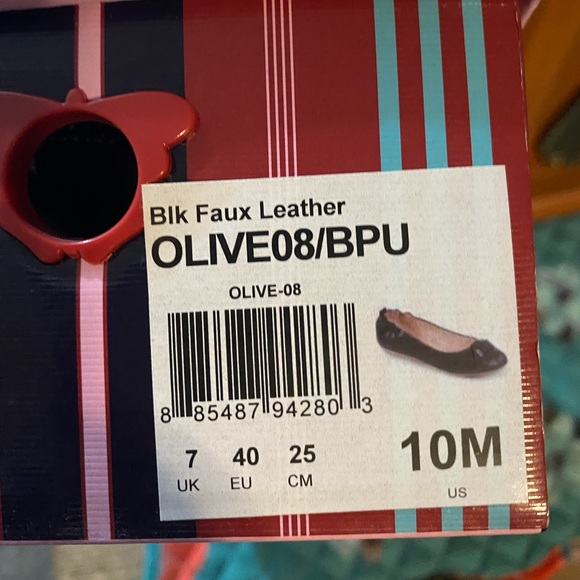 Blk Faux Leather
OLIVE08/BPU
OLIVE-08
8 85487 94280 3
7 40 25
UK EU CM
10M
US